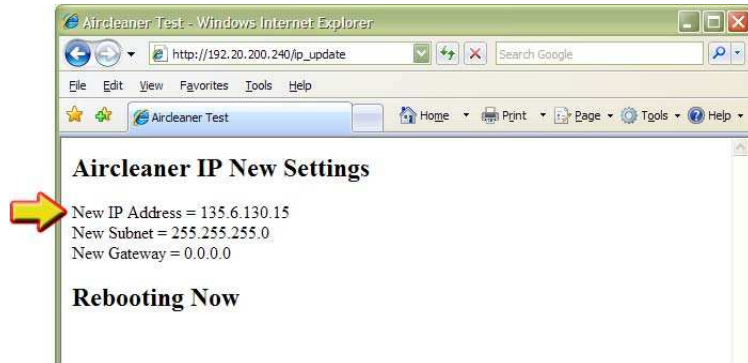 Aircleaner Test - Windows Internet Explorer
http://192.20.200.240/ip_update
Search Google
File Edit View Favorites Tools Help
Aircleaner Test
Home Print Page Tools Help
Aircleaner IP New Settings
New IP Address = 135.6.130.15
New Subnet = 255.255.255.0
New Gateway = 0.0.0.0
Rebooting Now